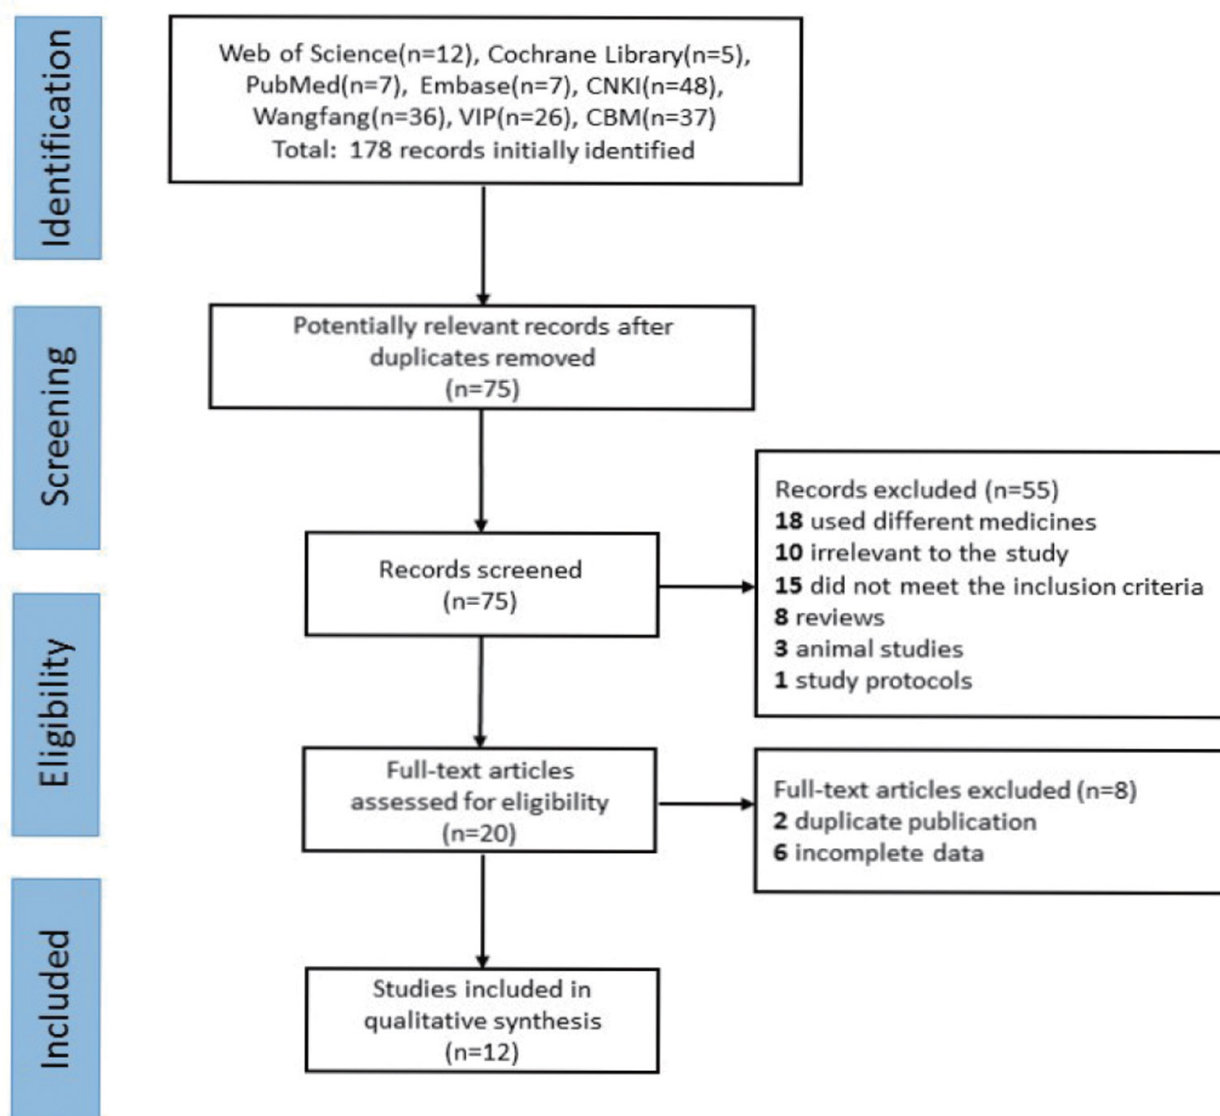 Identification
Web of Science(n=12), Cochrane Library(n=5),
PubMed(n=7), Embase(n=7), CNKI(n=48),
Wangfang(n=36), VIP(n=26), CBM(n=37)
Total: 178 records initially identified
Screening
Potentially relevant records after
duplicates removed
(n=75)
Records screened
(n=75)
Records excluded (n=55)
18 used different medicines
10 irrelevant to the study
15 did not meet the inclusion criteria
8 reviews
3 animal studies
1 study protocols
Eligibility
Full-text articles
assessed for eligibility
(n=20)
Full-text articles excluded (n=8)
2 duplicate publication
6 incomplete data
Included
Studies included in
qualitative synthesis
(n=12)